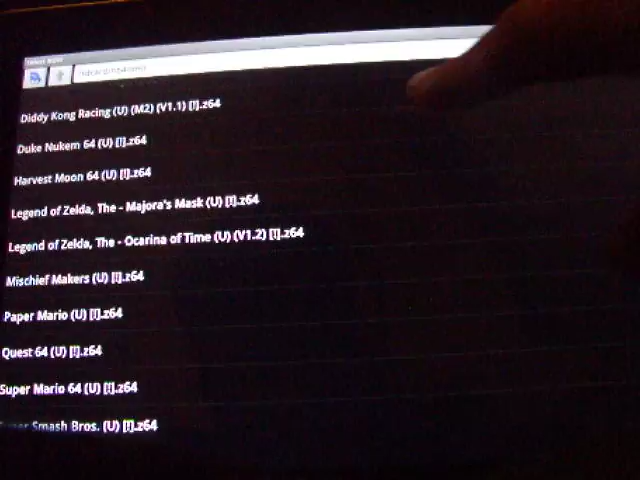 Diddy Kong Racing (U) (M2) (V1.1) [!].z64
Duke Nukem 64 (U) [!].z64
Harvest Moon 64 (U) [!].z64
Legend of Zelda, The - Majora's Mask (U) [!].z64
Legend of Zelda, The - Ocarina of Time (U) (V1.2) [!].z64
Mischief Makers (U) [!].z64
Paper Mario (U) [!].z64
Quest 64 (U) [!].z64
Super Mario 64 (U) [!].z64
Smash Bros. (U) [!].z64